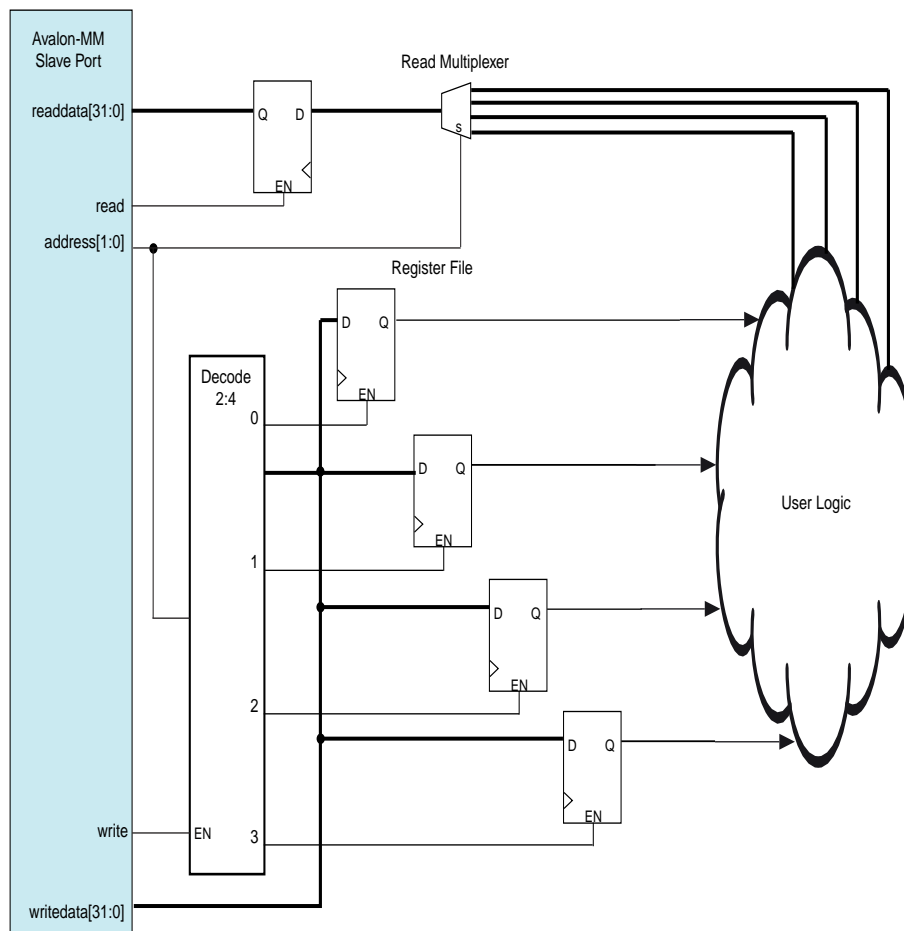 Avalon-MM
Slave Port
Read Multiplexer
readdata[31:0]
Q D
s
EN
read
address[1:0]
Register File
D Q
Decode
2:4
EN
0
D Q
EN
1
User Logic
D Q
EN
2
D Q
EN
write
EN
3
writedata[31:0]